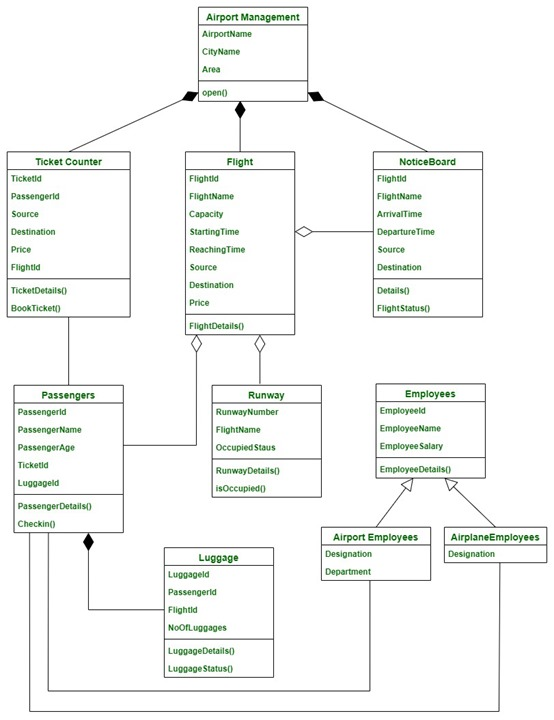 Airport Management
AirportName
CityName
Area
open()
Ticket Counter
TicketId
PassengerId
Source
Destination
Price
FlightId
TicketDetails()
BookTicket()
Flight
FlightId
FlightName
Capacity
StartingTime
ReachingTime
Source
Destination
Price
FlightDetails()
NoticeBoard
FlightId
FlightName
ArrivalTime
DepartureTime
Source
Destination
Details()
FlightStatus()
Passengers
PassengerId
PassengerName
PassengerAge
TicketId
LuggageId
PassengerDetails()
Checkin()
Runway
RunwayNumber
FlightName
OccupiedStaus
RunwayDetails()
isOccupied()
Employees
EmployeeId
EmployeeName
EmployeeSalary
EmployeeDetails()
Luggage
LuggageId
PassengerId
FlightId
NoOfLuggages
LuggageDetails()
LuggageStatus()
Airport Employees
Designation
Department
AirplaneEmployees
Designation